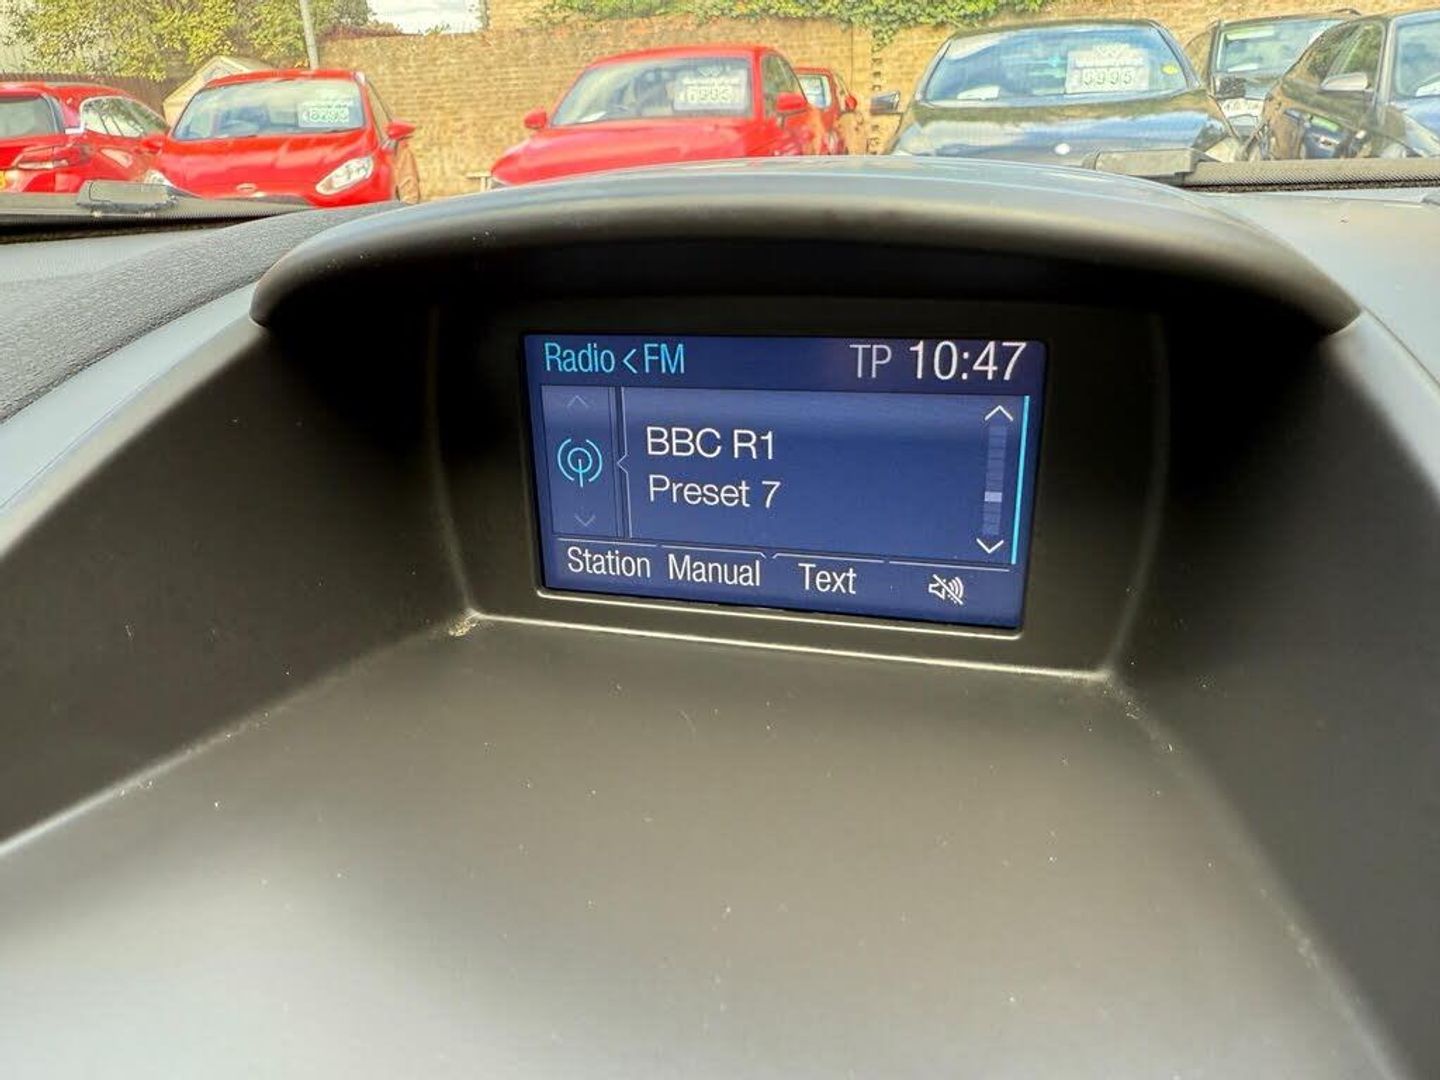 Radio < FM TP 10:47
BBC R1
Preset 7
Station Manual Text